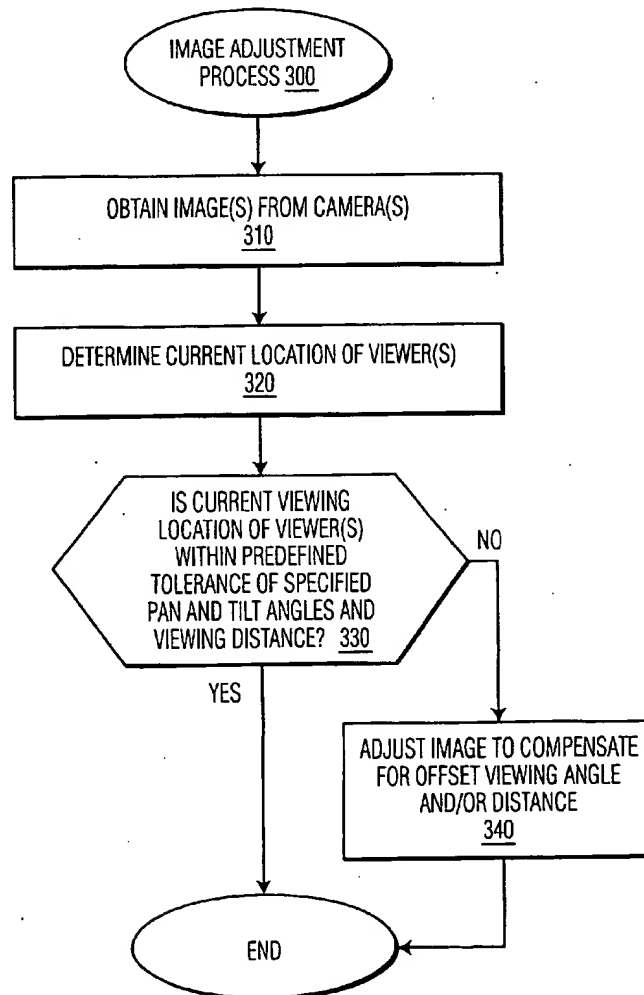 IMAGE ADJUSTMENT
PROCESS 300
OBTAIN IMAGE(S) FROM CAMERA(S)
310
DETERMINE CURRENT LOCATION OF VIEWER(S)
320
IS CURRENT VIEWING
LOCATION OF VIEWER(S)
WITHIN PREDEFINED
TOLERANCE OF SPECIFIED
PAN AND TILT ANGLES AND
VIEWING DISTANCE? 330
NO
YES
ADJUST IMAGE TO COMPENSATE
FOR OFFSET VIEWING ANGLE
AND/OR DISTANCE
340
END